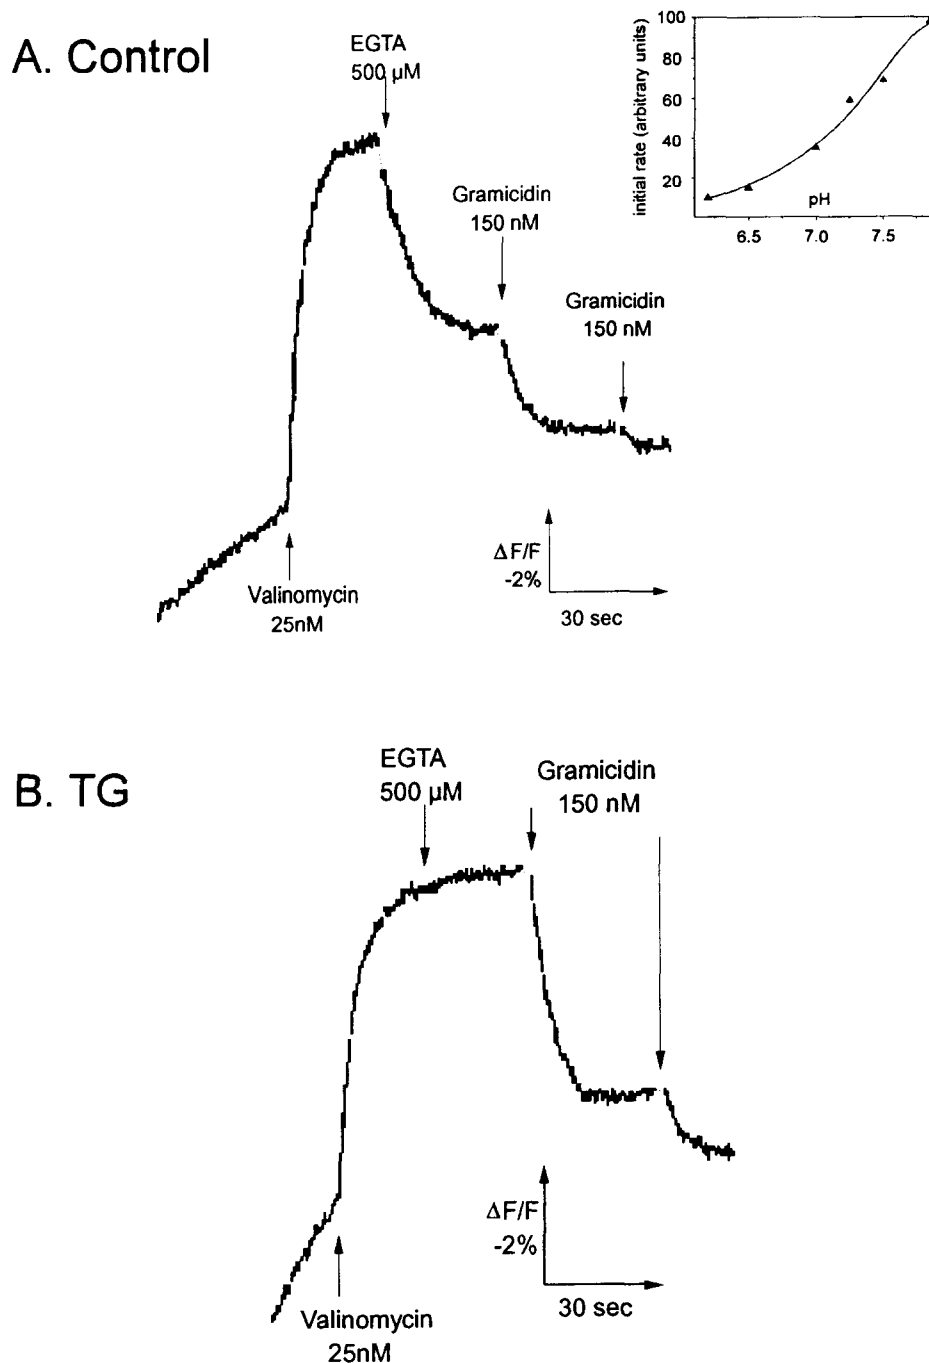 A. Control
EGTA
500 µM
Gramicidin
150 nM
Gramicidin
150 nM
Valinomycin
25nM
ΔF/F
-2%
30 sec
initial rate (arbitrary units)
100
80
60
40
20
pH
6.5
7.0
7.5
B. TG
EGTA
500 µM
Gramicidin
150 nM
Valinomycin
25nM
ΔF/F
-2%
30 sec